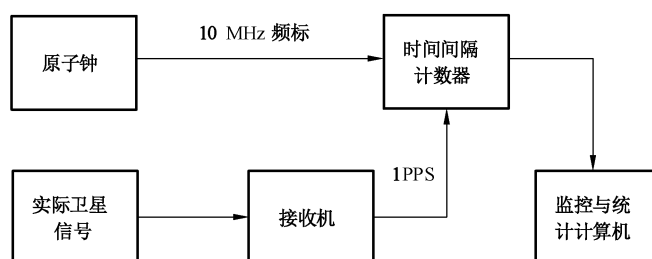 10 MHz 频标
原子钟
时间间隔
计数器
1PPS
实际卫星
信号
接收机
监控与统
计计算机